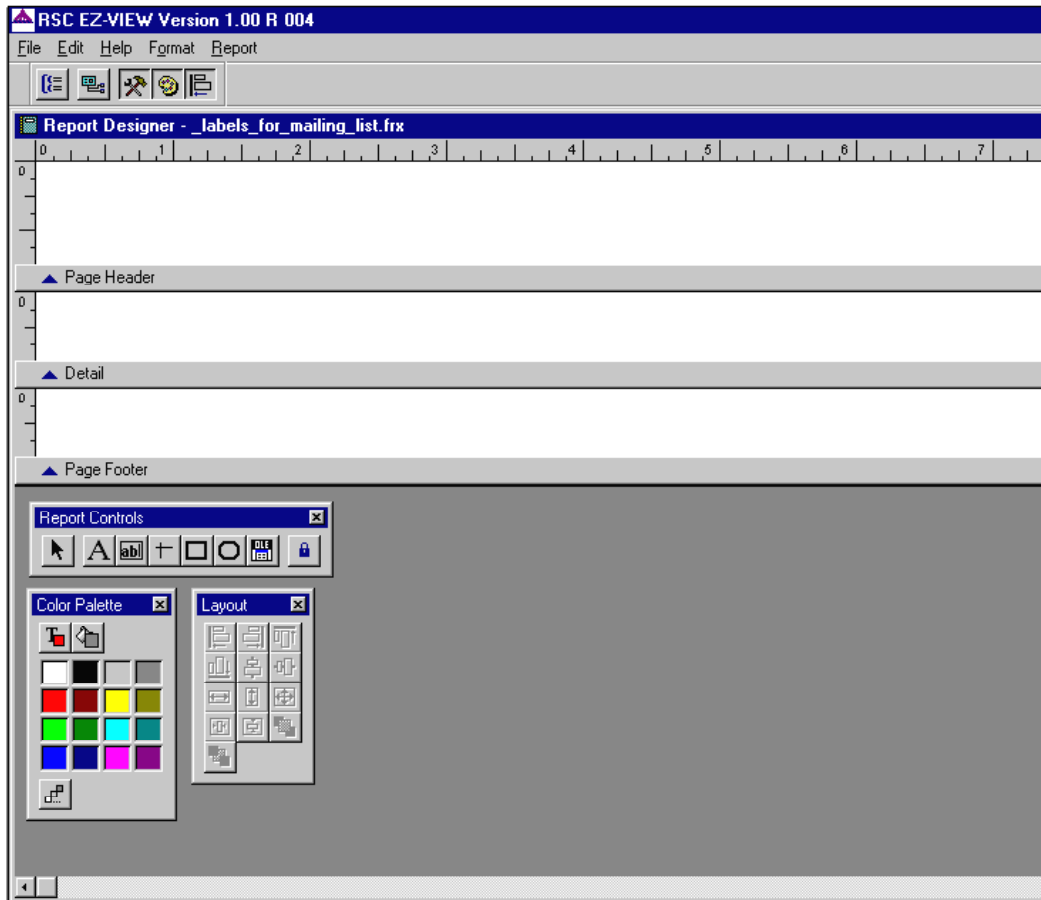 RSC EZ-VIEW Version 1.00 R 004
File Edit Help Format Report
Report Designer - _labels_for_mailing_list.frx
0 1 2 3 4 5 6 7
0
Page Header
0
Detail
0
Page Footer
Report Controls
A abl OLE
Color Palette
T
Layout